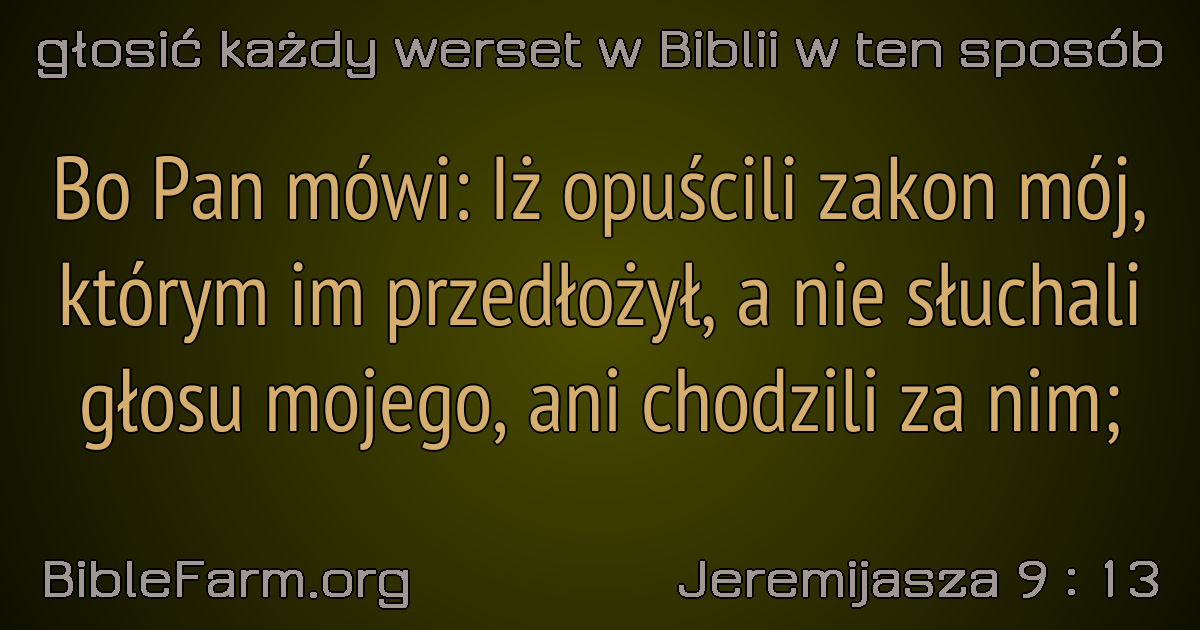 głosić każdy werset w Biblii w ten sposób
Bo Pan mówi: Iż opuścili zakon mój,
którym im przedłożył, a nie słuchali
głosu mojego, ani chodzili za nim;
BibleFarm.org
Jeremijasza 9 : 13